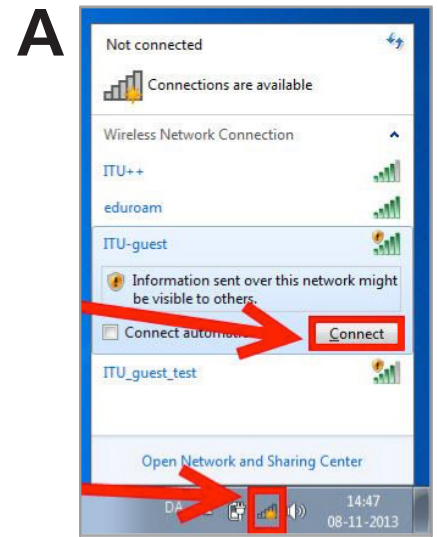 A
Not connected
Connections are available
Wireless Network Connection
ITU++
eduroam
ITU-guest
Information sent over this network might
be visible to others.
Connect
Connect
ITU_guest_test
Open Network and Sharing Center
DA
14:47
08-11-2013